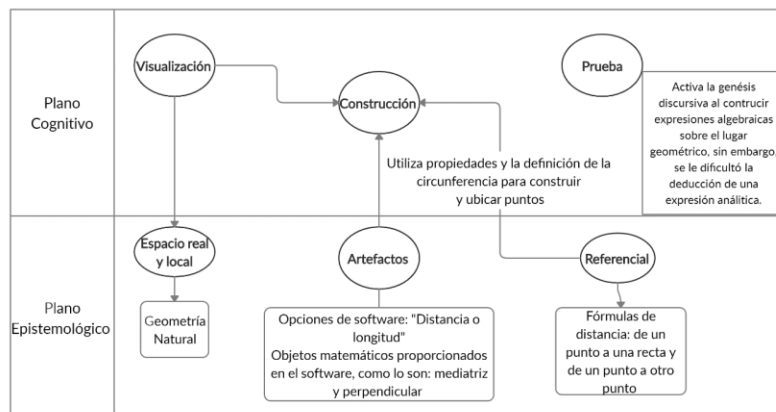 Visualización
Prueba
Plano
Cognitivo
Construcción
Activa la genésis
discursiva al contrucir
expresiones algebraicas
sobre el lugar
geométrico, sin embargo,
se le dificultó la
deducción de una
expresión análitica.
Utiliza propiedades y la definición de la
circunferencia para construir
y ubicar puntos
Espacio real
y local
Artefactos
Referencial
Plano
Epistemológico
Geometría
Natural
Opciones de software: "Distancia o
longitud"
Objetos matemáticos proporcionados
en el software, como lo son: mediatriz
y perpendicular
Fórmulas de
distancia: de un
punto a una recta y
de un punto a otro
punto